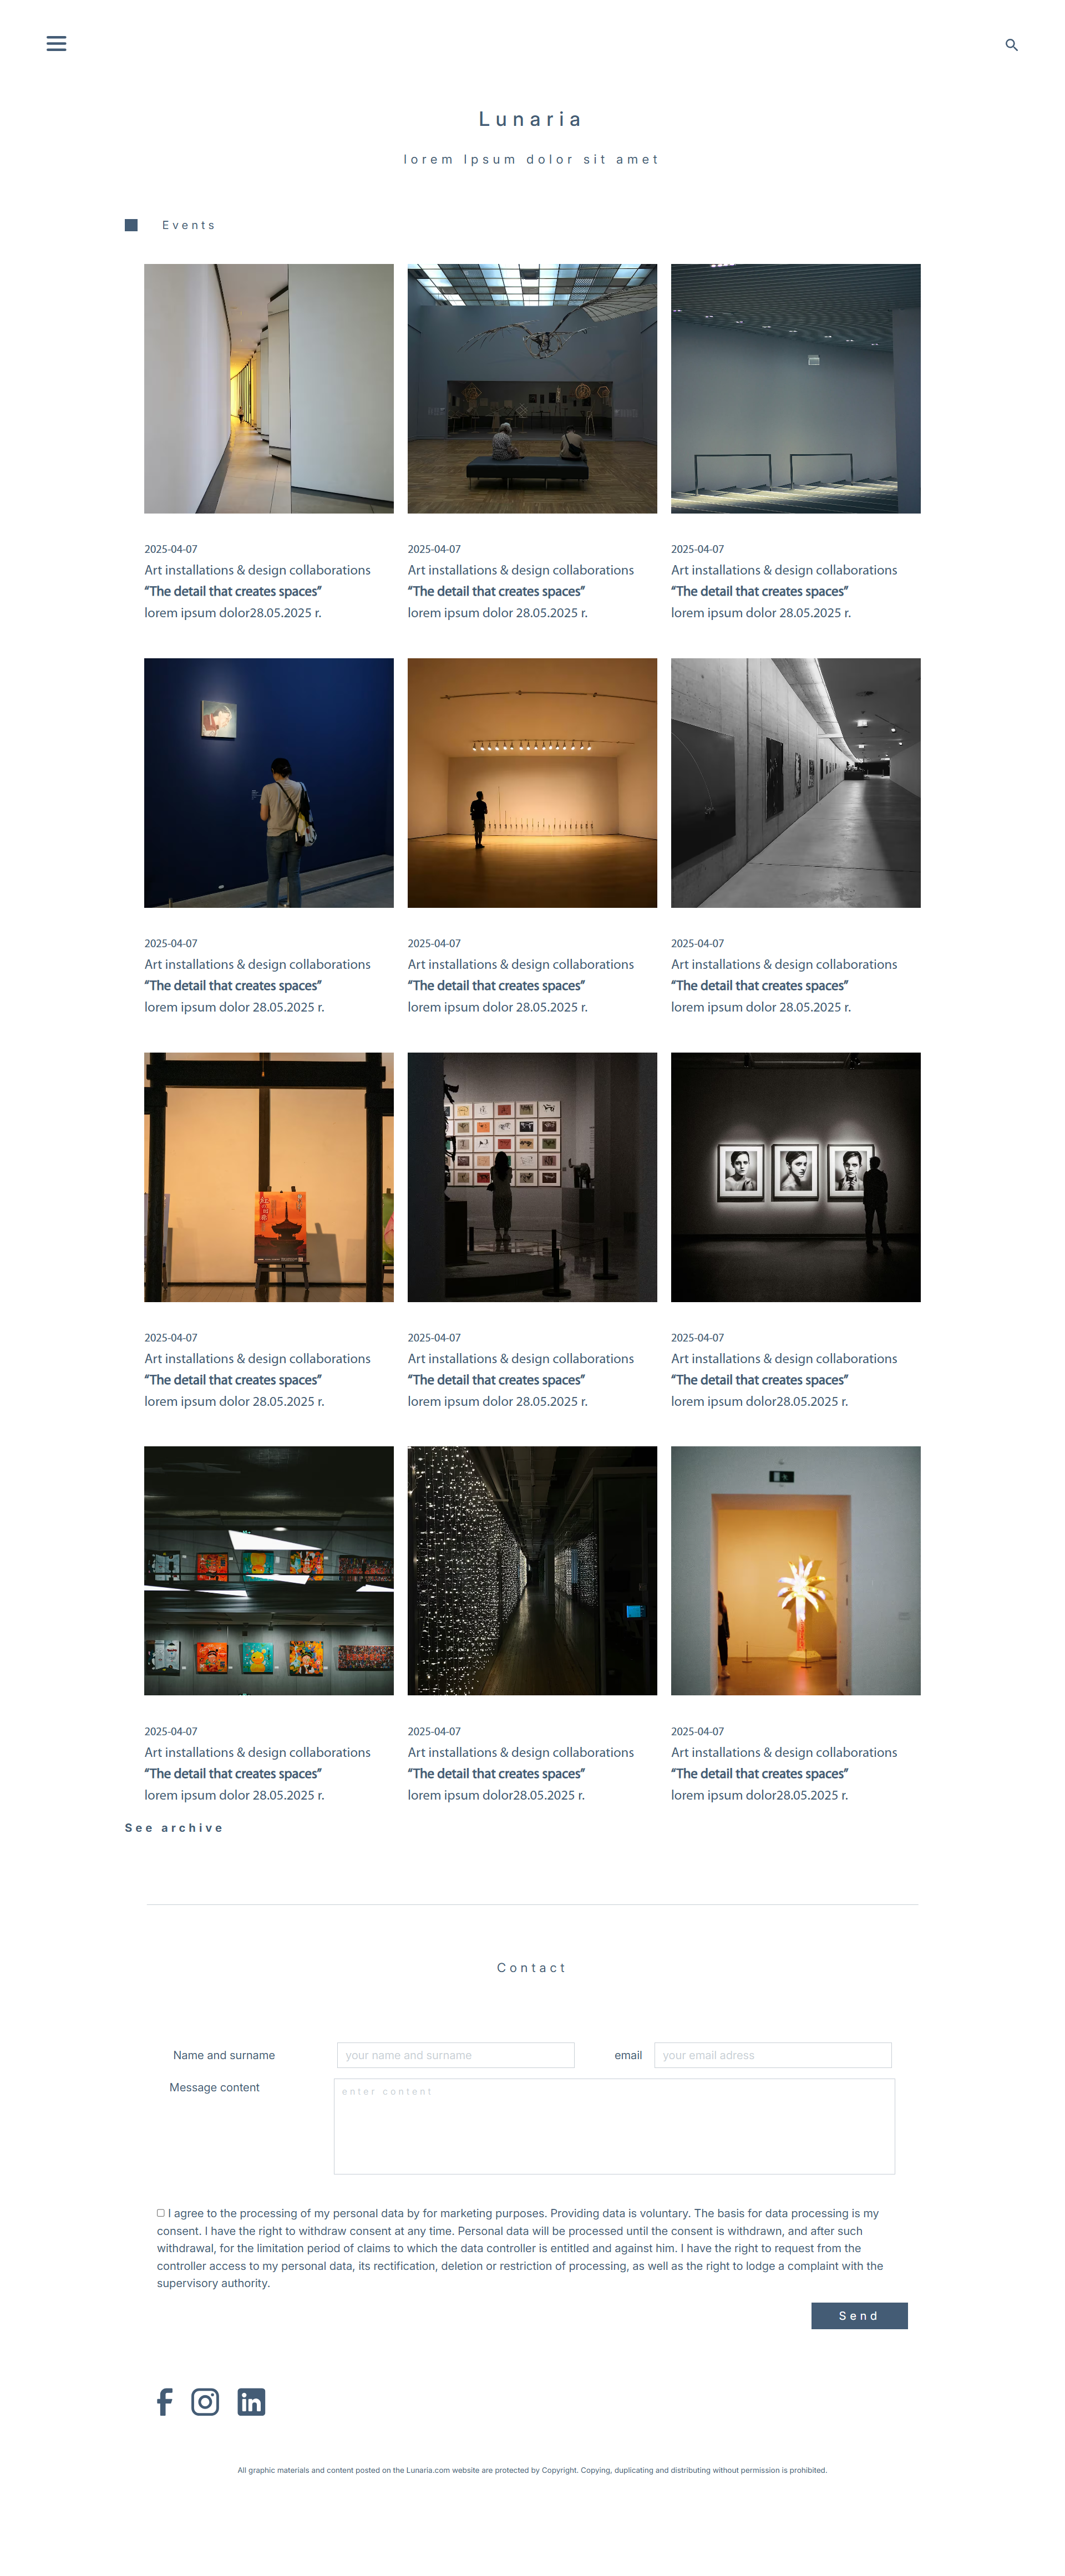 Lunaria
lorem Ipsum dolor sit amet
Events
2025-04-07
Art installations & design collaborations
“The detail that creates spaces”
lorem ipsum dolor28.05.2025 r.
2025-04-07
Art installations & design collaborations
“The detail that creates spaces”
lorem ipsum dolor 28.05.2025 r.
2025-04-07
Art installations & design collaborations
“The detail that creates spaces”
lorem ipsum dolor 28.05.2025 r.
2025-04-07
Art installations & design collaborations
“The detail that creates spaces”
lorem ipsum dolor 28.05.2025 r.
2025-04-07
Art installations & design collaborations
“The detail that creates spaces”
lorem ipsum dolor 28.05.2025 r.
2025-04-07
Art installations & design collaborations
“The detail that creates spaces”
lorem ipsum dolor 28.05.2025 r.
2025-04-07
Art installations & design collaborations
“The detail that creates spaces”
lorem ipsum dolor 28.05.2025 r.
2025-04-07
Art installations & design collaborations
“The detail that creates spaces”
lorem ipsum dolor 28.05.2025 r.
2025-04-07
Art installations & design collaborations
“The detail that creates spaces”
lorem ipsum dolor28.05.2025 r.
2025-04-07
Art installations & design collaborations
“The detail that creates spaces”
lorem ipsum dolor 28.05.2025 r.
2025-04-07
Art installations & design collaborations
“The detail that creates spaces”
lorem ipsum dolor28.05.2025 r.
2025-04-07
Art installations & design collaborations
“The detail that creates spaces”
lorem ipsum dolor28.05.2025 r.
See archive
Contact
Name and surname
your name and surname
email
your email adress
Message content
enter content
I agree to the processing of my personal data by for marketing purposes. Providing data is voluntary. The basis for data processing is my
consent. I have the right to withdraw consent at any time. Personal data will be processed until the consent is withdrawn, and after such
withdrawal, for the limitation period of claims to which the data controller is entitled and against him. I have the right to request from the
controller access to my personal data, its rectification, deletion or restriction of processing, as well as the right to lodge a complaint with the
supervisory authority.
Send
All graphic materials and content posted on the Lunaria.com website are protected by Copyright. Copying, duplicating and distributing without permission is prohibited.